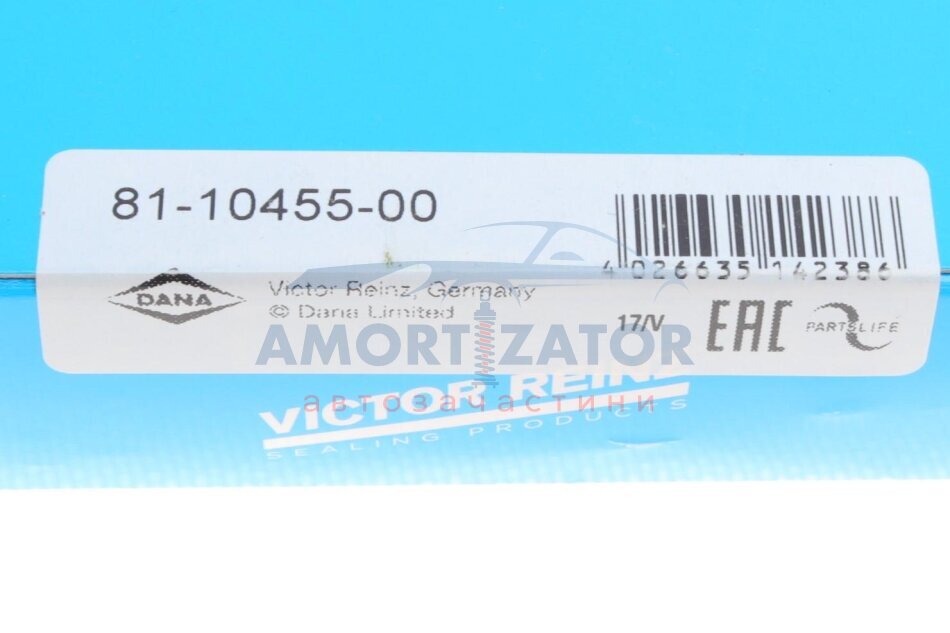 81-10455-00
4 026635 142386
DANA
Victor Reinz, Germany
© Dana Limited
17/V
EAC
PARTSLIFE
AMORTIZATOR
автозапчастини
VICTOR REINZ
SEALING PRODUCTS